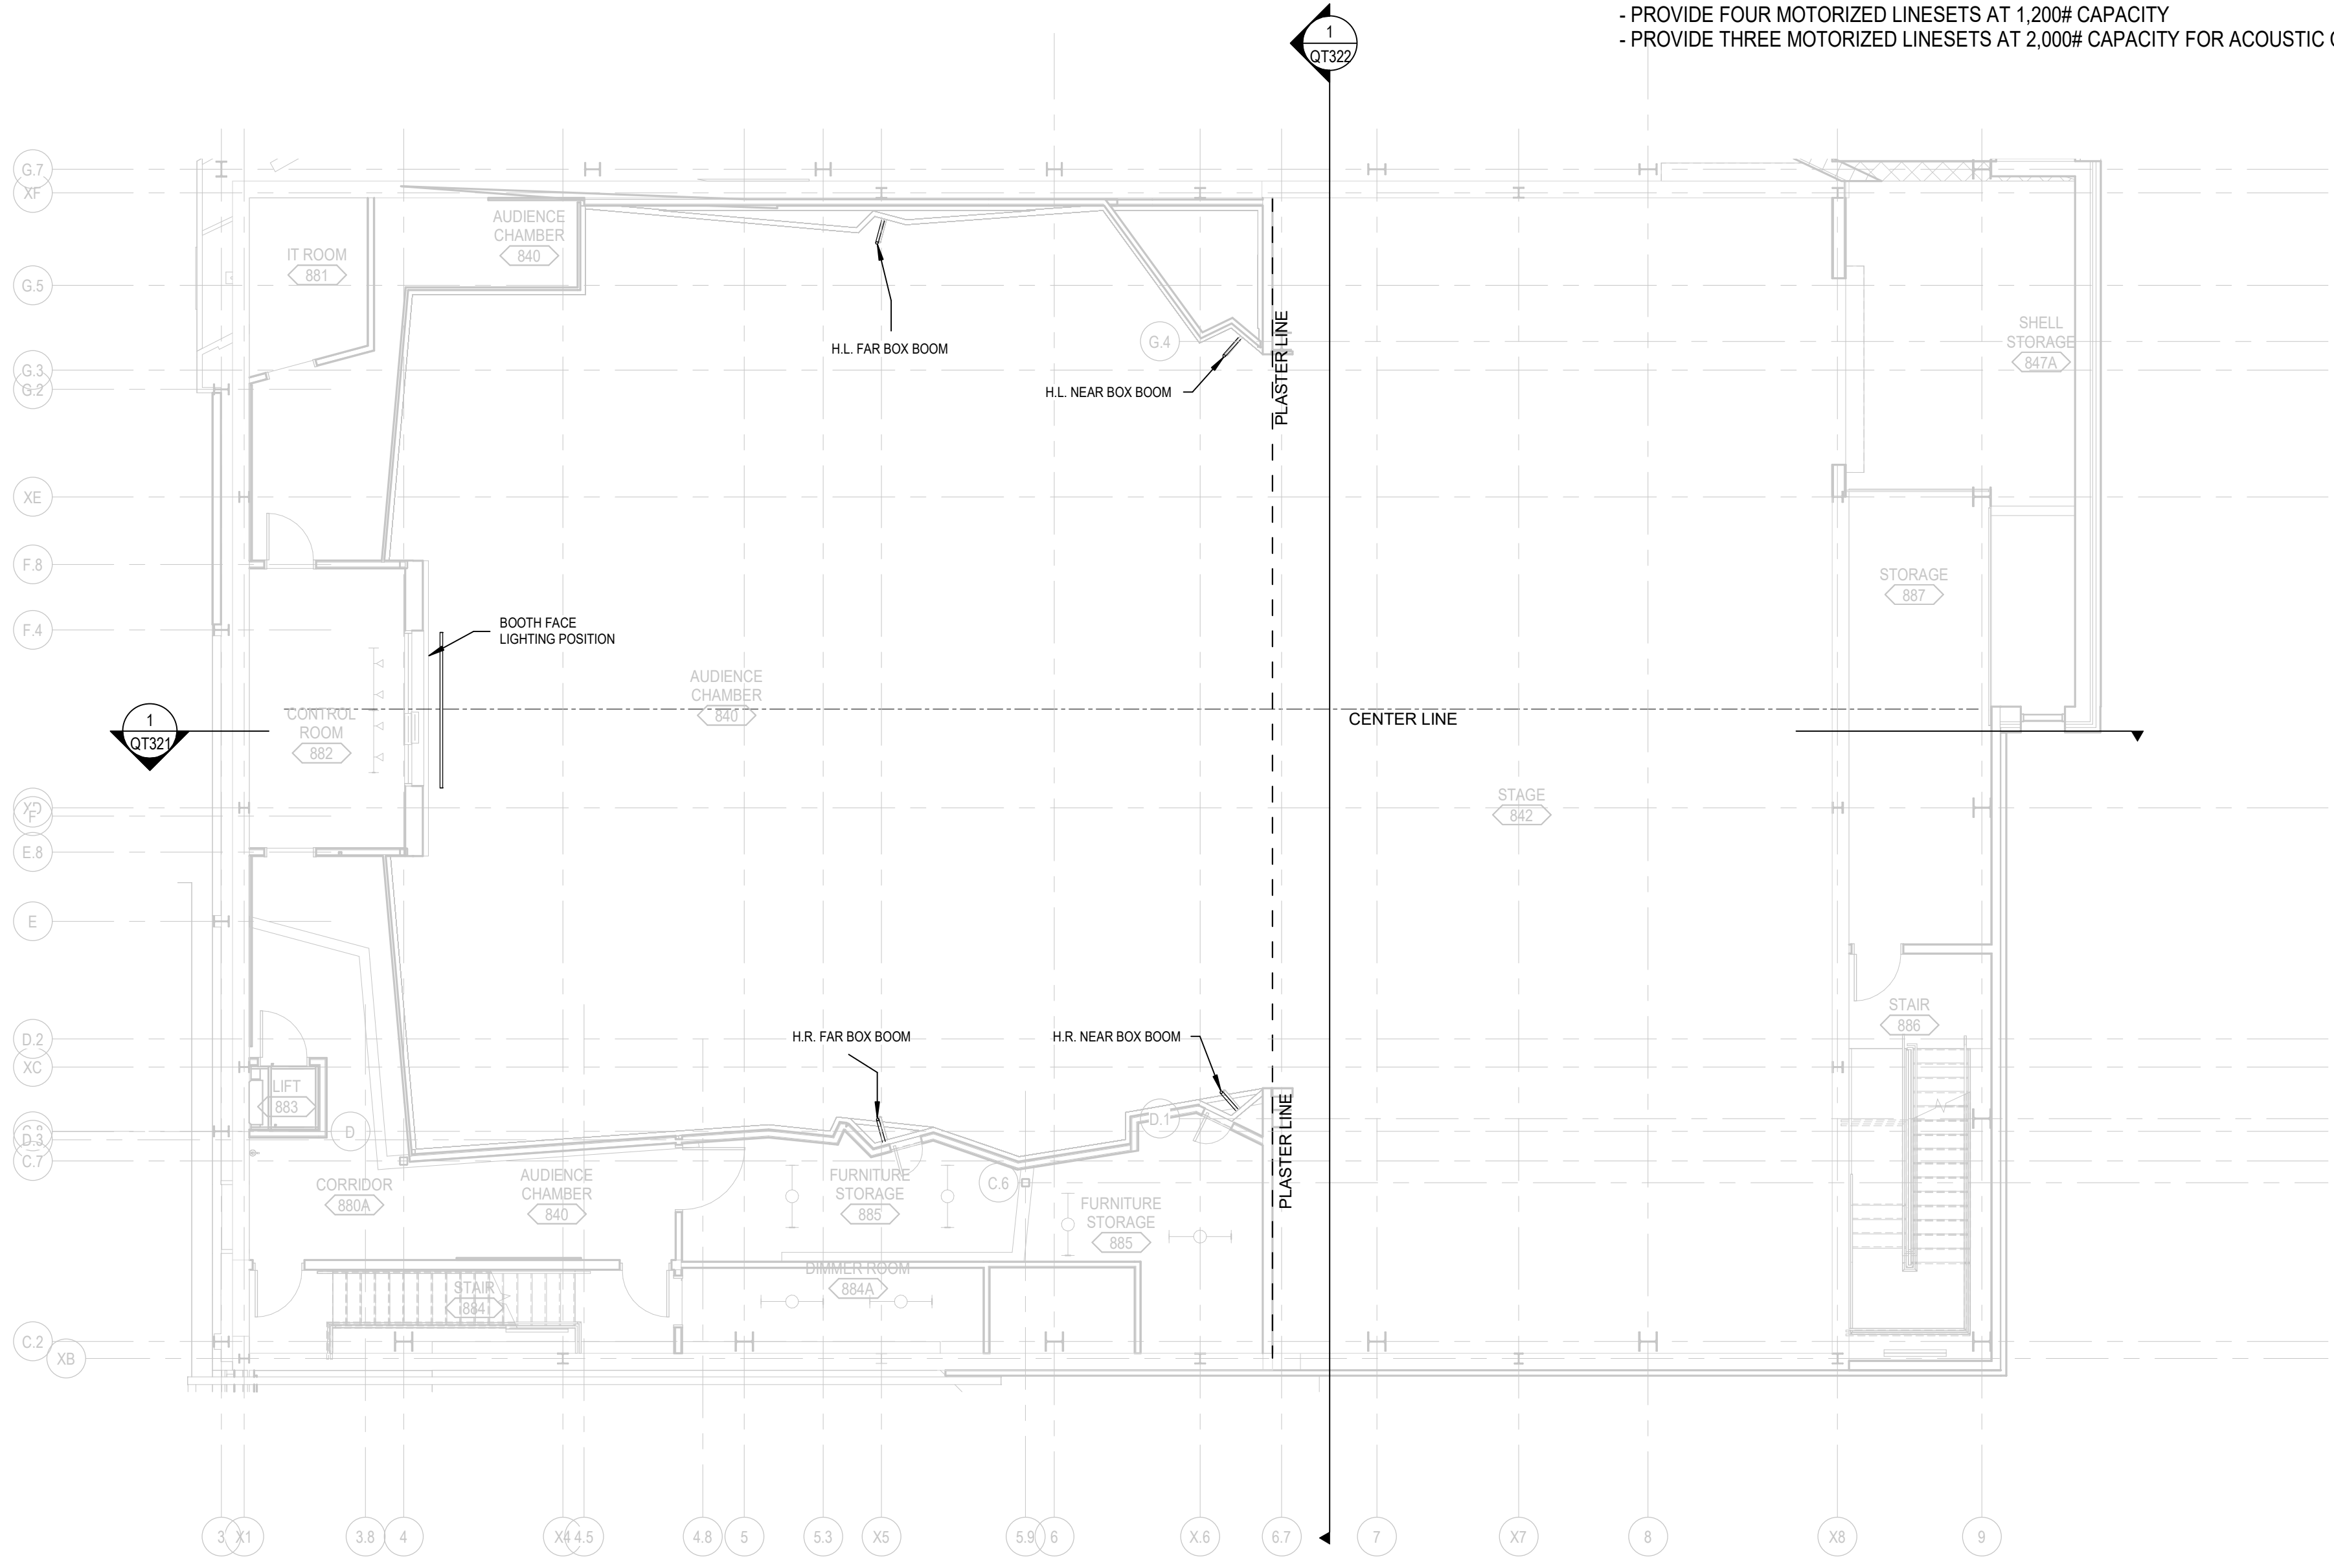 - PROVIDE FOUR MOTORIZED LINESETS AT 1,200# CAPACITY
- PROVIDE THREE MOTORIZED LINESETS AT 2,000# CAPACITY FOR ACOUSTIC
1
QT322
G.7
XF
AUDIENCE
CHAMBER
840
IT ROOM
881
G.5
H.L. FAR BOX BOOM
G.4
PLASTER LINE
SHELL
STORAGE
847A
G.3
G.2
H.L. NEAR BOX BOOM
XE
F.8
STORAGE
887
F.4
BOOTH FACE
LIGHTING POSITION
AUDIENCE
CHAMBER
840
1
QT321
CONTROL
ROOM
882
CENTER LINE
XD
F
STAGE
842
E.8
E
STAIR
886
D.2
H.R. FAR BOX BOOM
H.R. NEAR BOX BOOM
XC
LIFT
883
D
D.1
PLASTER LINE
D.3
C.7
CORRIDOR
880A
AUDIENCE
CHAMBER
840
FURNITURE
STORAGE
885
C.6
FURNITURE
STORAGE
885
DIMMER ROOM
884A
STAIR
884
C.2
XB
3
X1
3.8
4
X4
4.5
4.8
5
5.3
X5
5.9
6
X.6
6.7
7
X7
8
X8
9